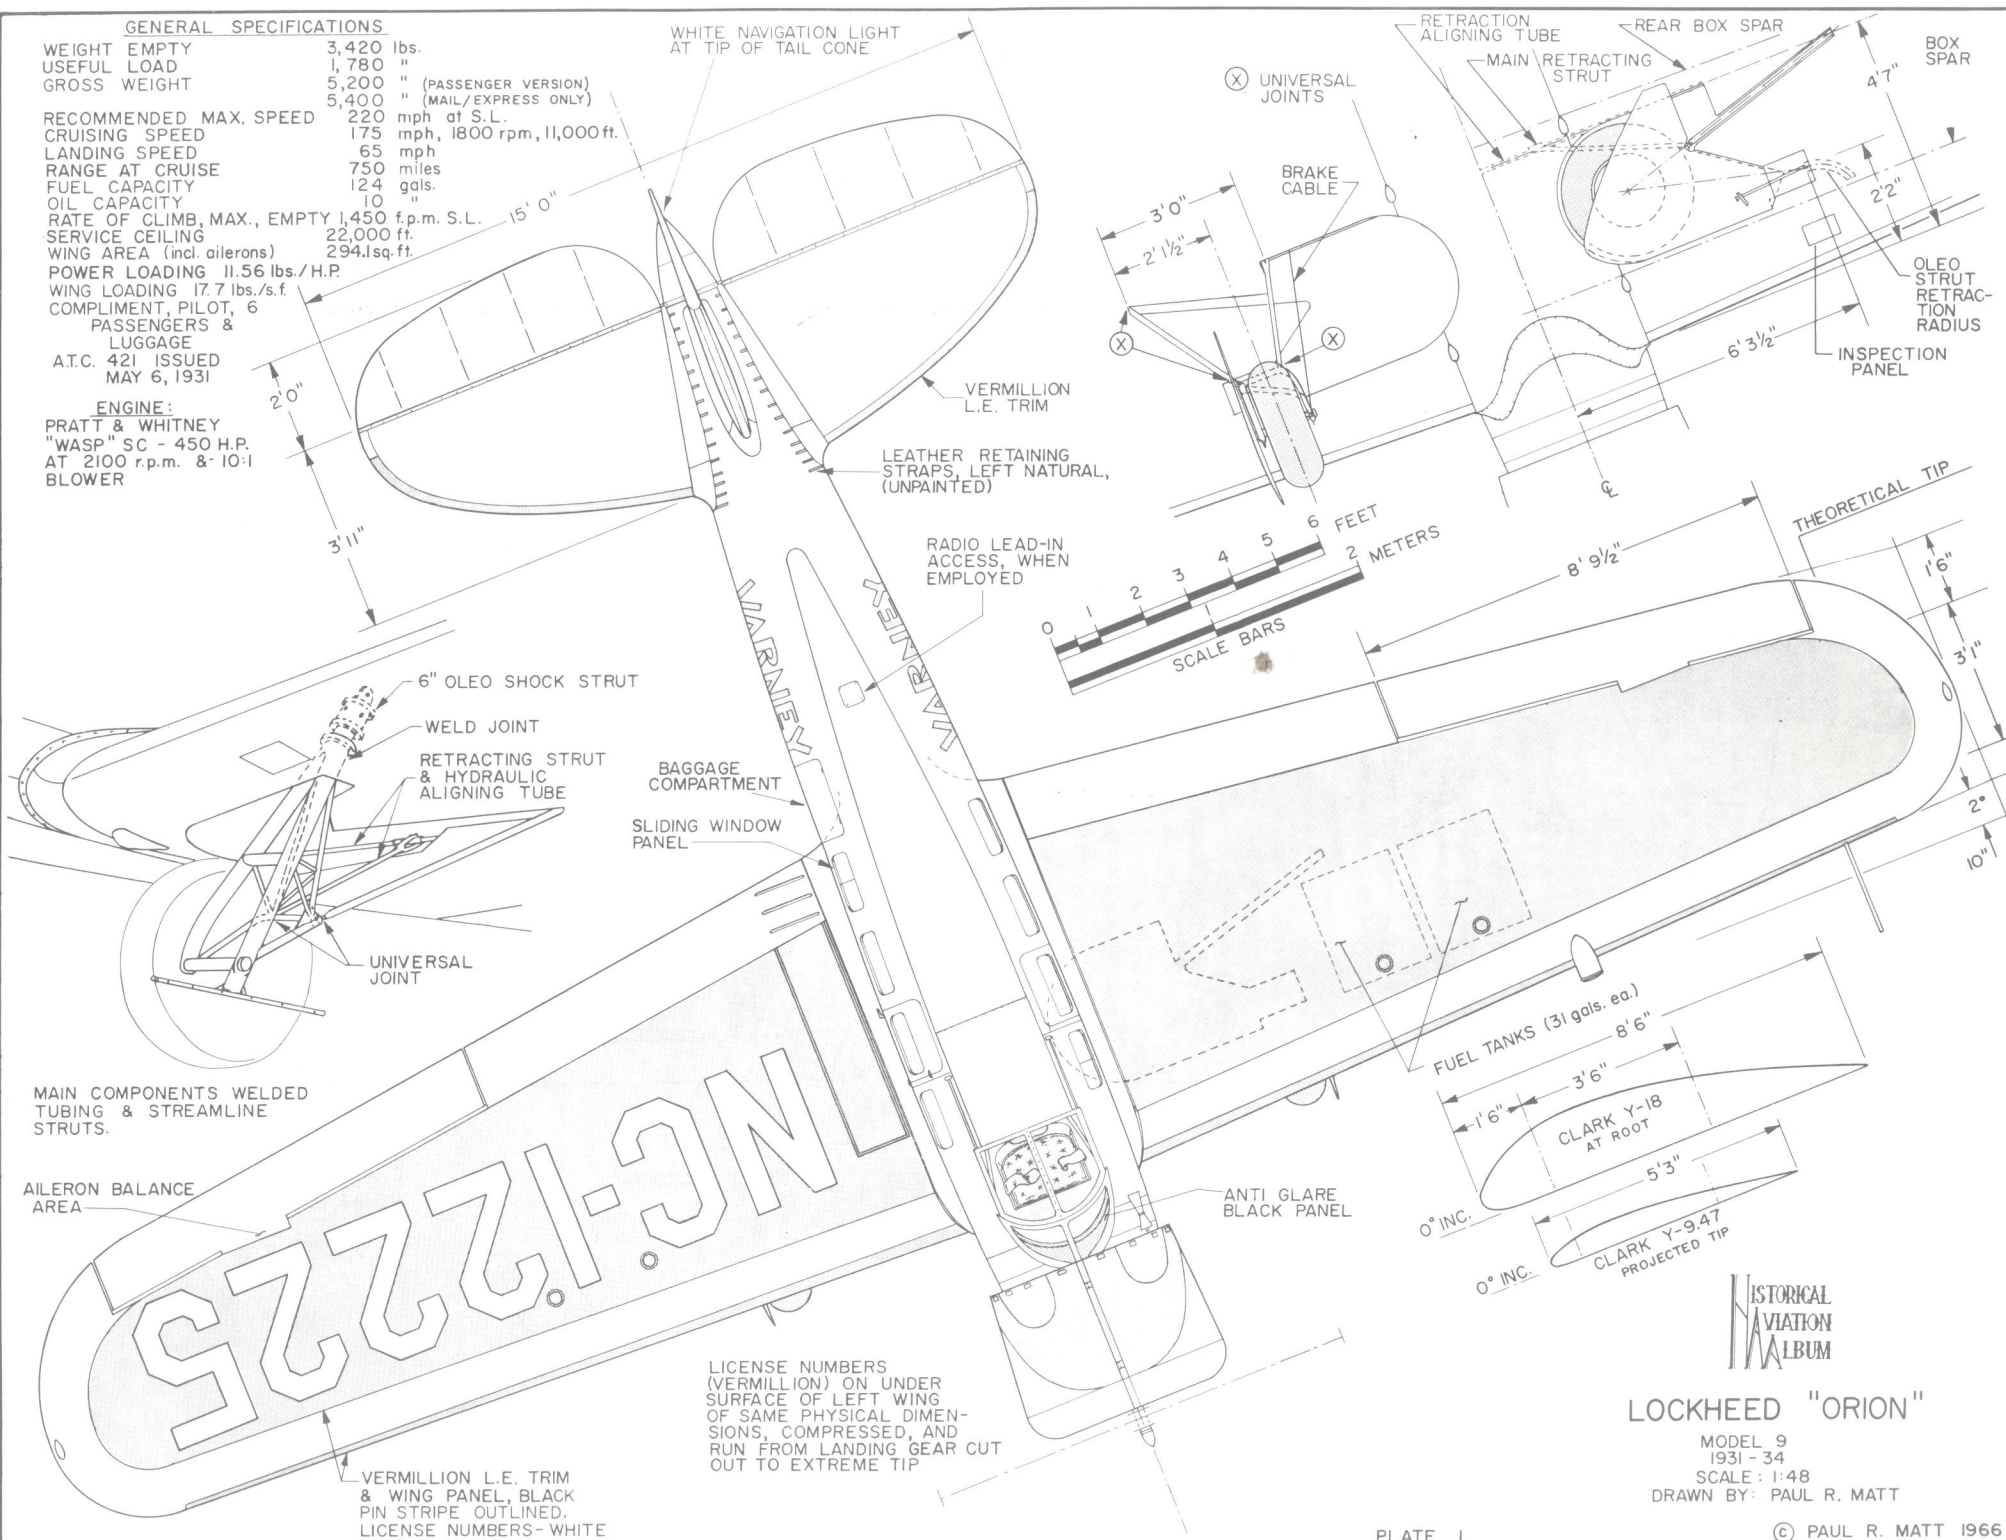 GENERAL SPECIFICATIONS
WEIGHT EMPTY 3,420 lbs.
USEFUL LOAD 1,780 "
GROSS WEIGHT 5,200 " (PASSENGER VERSION)
5,400 " (MAIL/EXPRESS ONLY)
RECOMMENDED MAX. SPEED 220 mph at S.L.
CRUISING SPEED 175 mph, 1800 rpm, 11,000 ft.
LANDING SPEED 65 mph
RANGE AT CRUISE 750 miles
FUEL CAPACITY 124 gals.
OIL CAPACITY 10 "
RATE OF CLIMB, MAX., EMPTY 1,450 f.p.m. S.L.
SERVICE CEILING 22,000 ft.
WING AREA (incl. ailerons) 294.1 sq. ft.
POWER LOADING 11.56 lbs./H.P.
WING LOADING 17.7 lbs./s.f.
COMPLIMENT, PILOT, 6
PASSENGERS &
LUGGAGE
A.T.C. 421 ISSUED
MAY 6, 1931
ENGINE:
PRATT & WHITNEY
"WASP" SC - 450 H.P.
AT 2100 r.p.m. & 10:1
BLOWER
WHITE NAVIGATION LIGHT
AT TIP OF TAIL CONE
15' 0"
2' 0"
3' 11"
VERMILLION
L.E. TRIM
LEATHER RETAINING
STRAPS, LEFT NATURAL,
(UNPAINTED)
RADIO LEAD-IN
ACCESS, WHEN
EMPLOYED
VARNEY
VARNEY
X UNIVERSAL
JOINTS
BRAKE
CABLE
3' 0"
2' 1½"
X
X
RETRACTION
ALIGNING TUBE
REAR BOX SPAR
MAIN RETRACTING
STRUT
BOX
SPAR
4' 7"
2' 2"
OLEO
STRUT
RETRAC-
TION
RADIUS
6' 3½"
INSPECTION
PANEL
℄
0 1 2 3 4 5 6 FEET
2 METERS
SCALE BARS
8' 9½"
THEORETICAL TIP
1' 6"
3' 1"
2°
10"
6" OLEO SHOCK STRUT
WELD JOINT
RETRACTING STRUT
& HYDRAULIC
ALIGNING TUBE
UNIVERSAL
JOINT
BAGGAGE
COMPARTMENT
SLIDING WINDOW
PANEL
MAIN COMPONENTS WELDED
TUBING & STREAMLINE
STRUTS.
AILERON BALANCE
AREA
NC-12225
FUEL TANKS (31 gals. ea.)
8' 6"
3' 6"
1' 6"
CLARK Y-18
AT ROOT
5' 3"
0° INC.
CLARK Y-9.47
PROJECTED TIP
0° INC.
ANTI GLARE
BLACK PANEL
LICENSE NUMBERS
(VERMILLION) ON UNDER
SURFACE OF LEFT WING
OF SAME PHYSICAL DIMEN-
SIONS, COMPRESSED, AND
RUN FROM LANDING GEAR CUT
OUT TO EXTREME TIP
VERMILLION L.E. TRIM
& WING PANEL, BLACK
PIN STRIPE OUTLINED.
LICENSE NUMBERS - WHITE
HISTORICAL
AVIATION
ALBUM
LOCKHEED "ORION"
MODEL 9
1931 - 34
SCALE : 1:48
DRAWN BY: PAUL R. MATT
PLATE 1
© PAUL R. MATT 1966